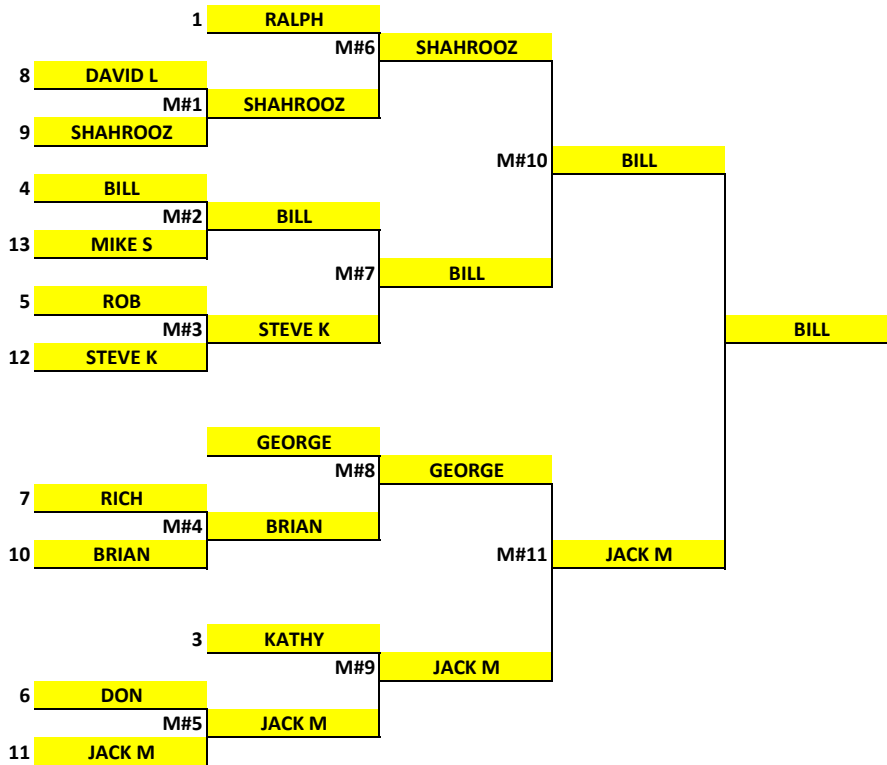 1 RALPH
M#6 SHAHROOZ
8 DAVID L
M#1 SHAHROOZ
9 SHAHROOZ
M#10 BILL
4 BILL
M#2 BILL
13 MIKE S
M#7 BILL
5 ROB
M#3 STEVE K
BILL
12 STEVE K
GEORGE
M#8 GEORGE
7 RICH
M#4 BRIAN
10 BRIAN
M#11 JACK M
3 KATHY
M#9 JACK M
6 DON
M#5 JACK M
11 JACK M